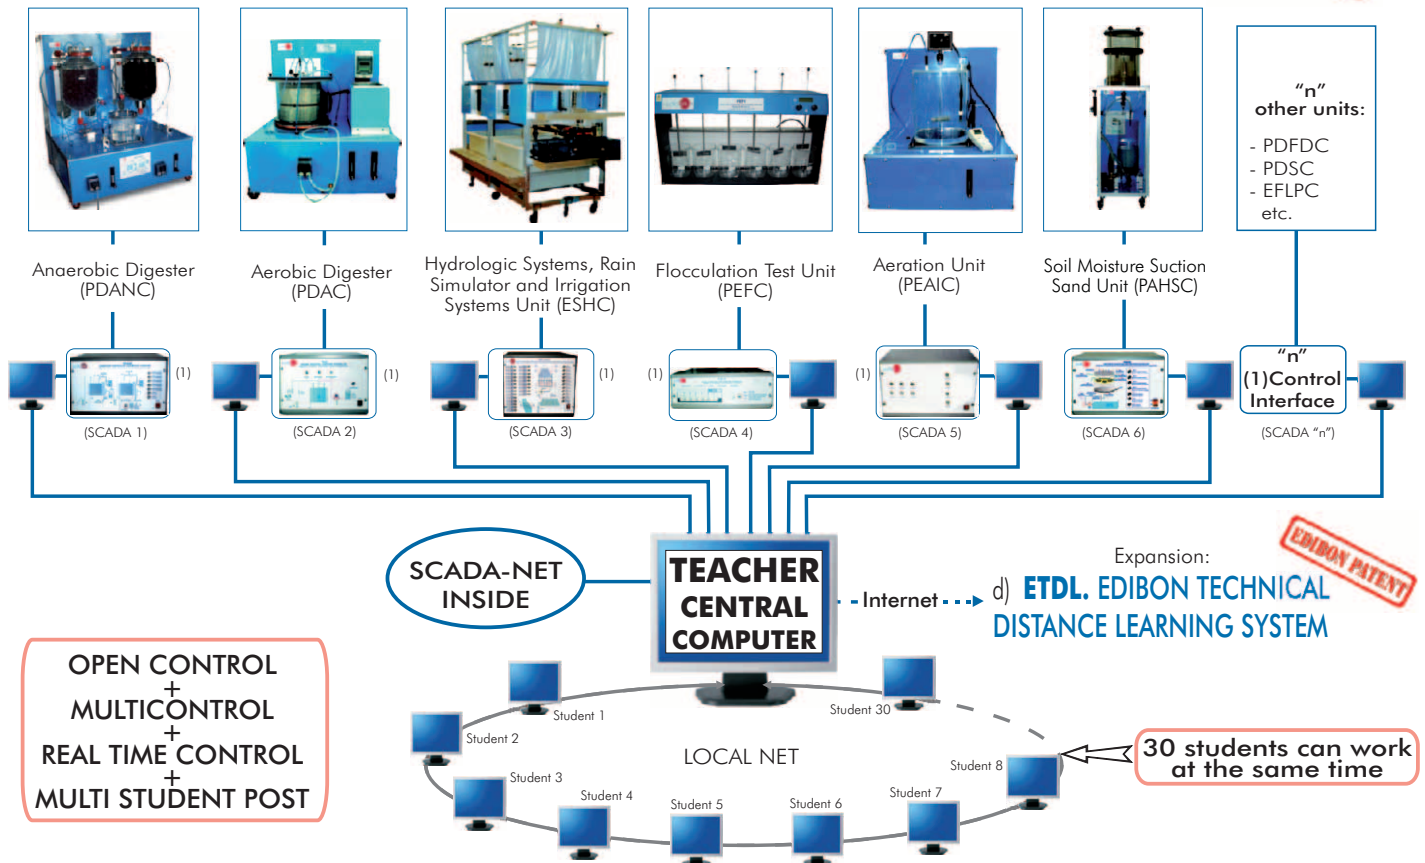 “n”
other units:
- PDFDC
- PDSC
- EFLPC
etc.
Anaerobic Digester
(PDANC)
Aerobic Digester
(PDAC)
Hydrologic Systems, Rain
Simulator and Irrigation
Systems Unit (ESHC)
Flocculation Test Unit
(PEFC)
Aeration Unit
(PEAIC)
Soil Moisture Suction
Sand Unit (PAHSC)
(1)
(1)
(1)
(1)
(1)
“n”
(1)Control
Interface
(SCADA 1)
(SCADA 2)
(SCADA 3)
(SCADA 4)
(SCADA 5)
(SCADA 6)
(SCADA “n”)
SCADA-NET
INSIDE
TEACHER
CENTRAL
COMPUTER
Internet
Expansion:
d) ETDL. EDIBON TECHNICAL
DISTANCE LEARNING SYSTEM
EDIBON PATENT
OPEN CONTROL
+
MULTICONTROL
+
REAL TIME CONTROL
+
MULTI STUDENT POST
Student 1
Student 2
Student 3
Student 4
Student 5
Student 6
Student 7
Student 8
Student 30
LOCAL NET
30 students can work
at the same time